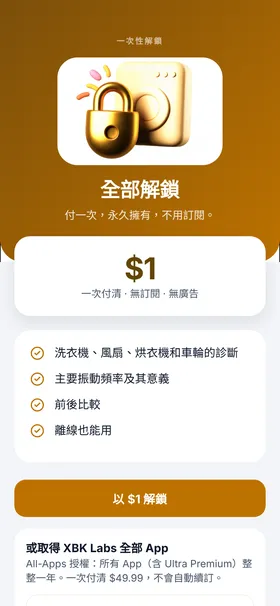 一次性解鎖
全部解鎖
付一次，永久擁有，不用訂閱。
$1
一次付清 · 無訂閱 · 無廣告
洗衣機、風扇、烘衣機和車輪的診斷
主要振動頻率及其意義
前後比較
離線也能用
以 $1 解鎖
或取得 XBK Labs 全部 App
All-Apps 授權：所有 App（含 Ultra Premium）整
整一年。一次付清 $49.99，不會自動續訂。